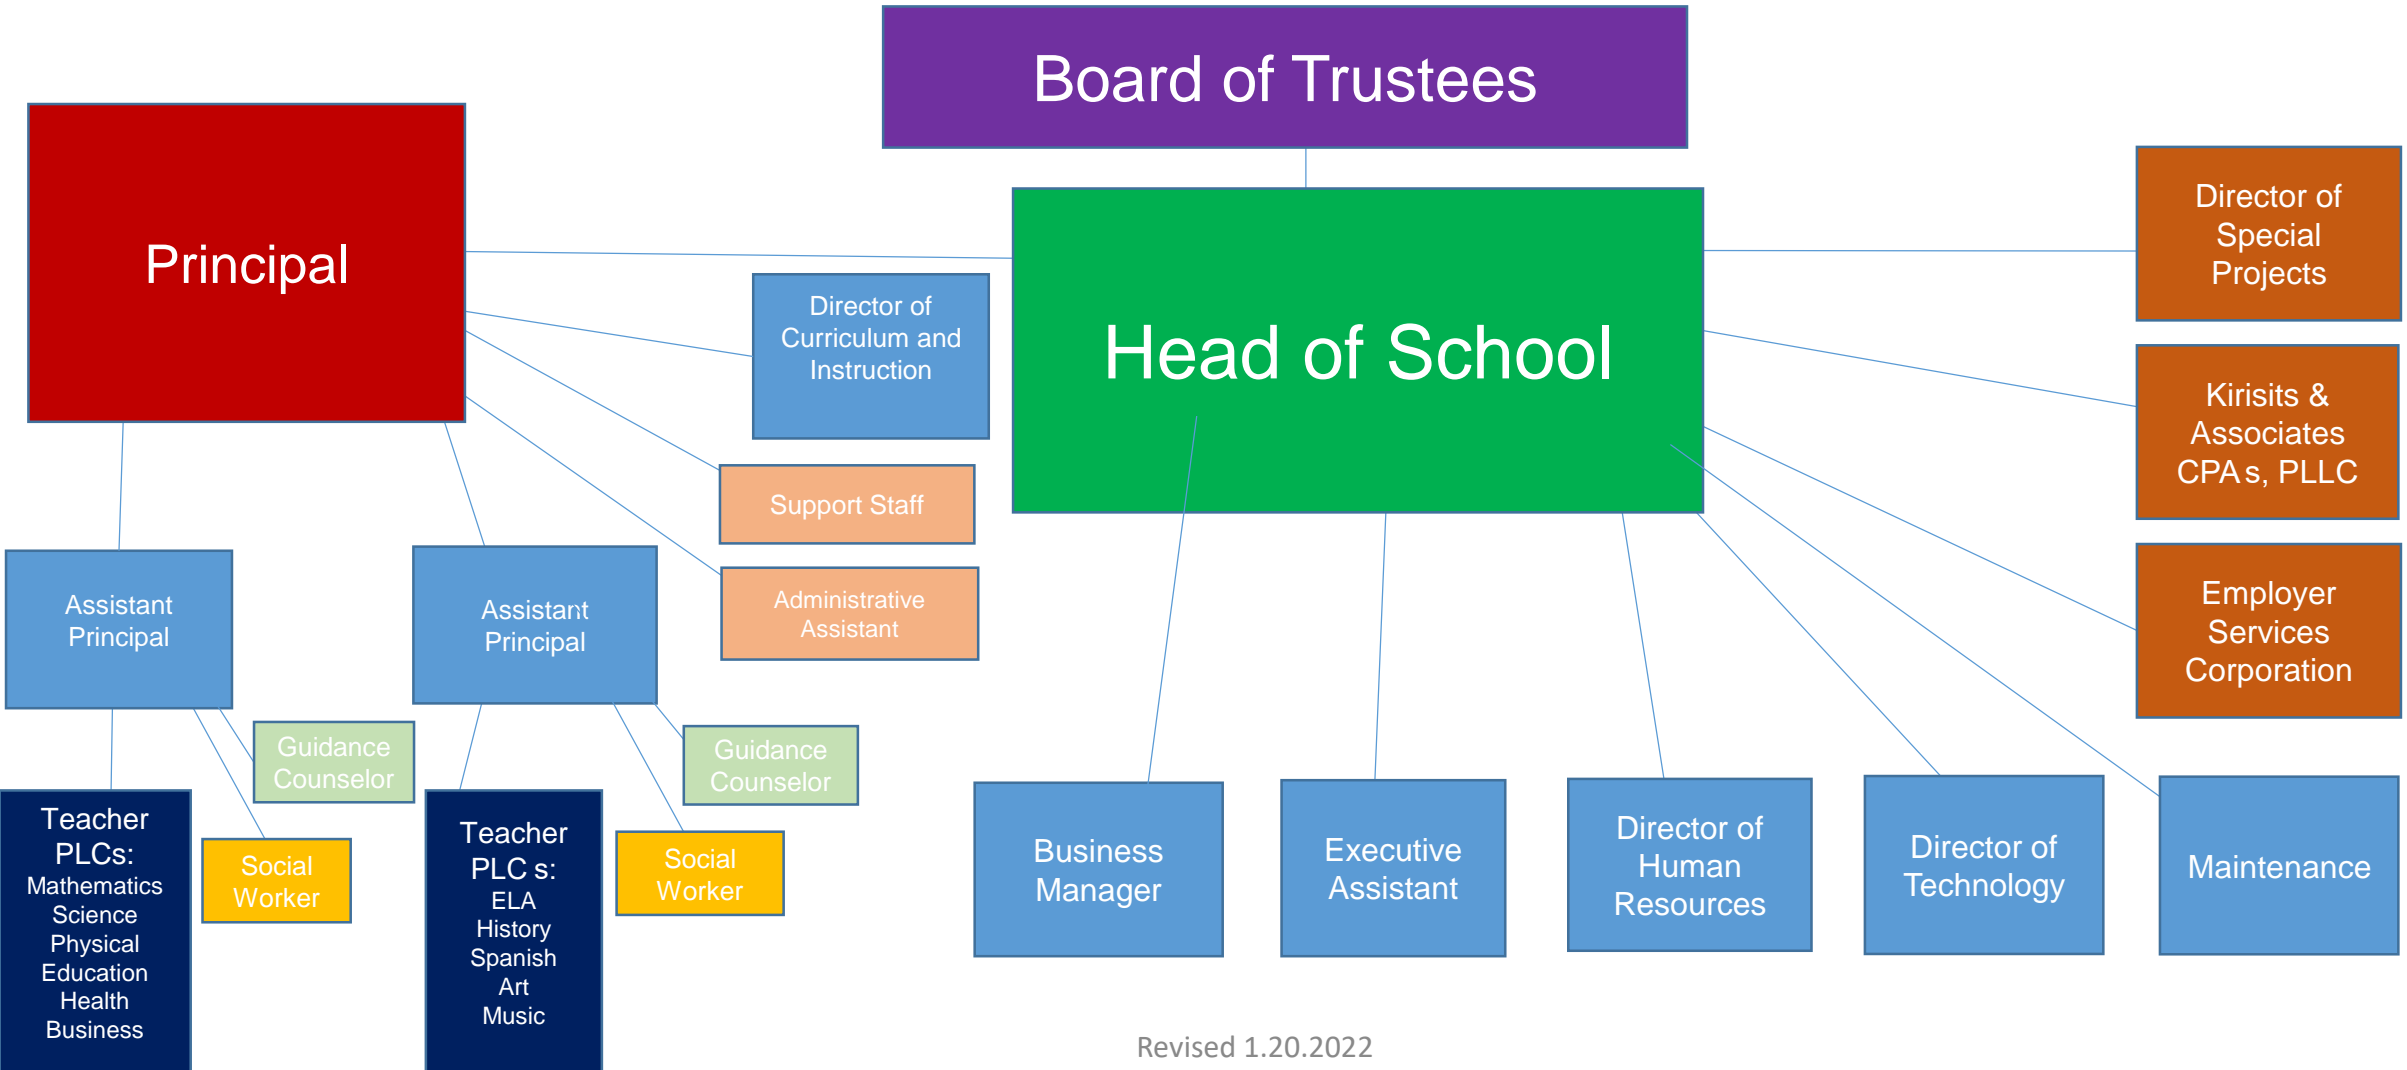 Board of Trustees
Principal
Head of School
Director of
Special
Projects
Director of
Curriculum and
Instruction
Kirisits &
Associates
CPA s, PLLC
Support Staff
Administrative
Assistant
Employer
Services
Corporation
Assistant
Principal
Assistant
Principal
Guidance
Counselor
Guidance
Counselor
Teacher
PLCs:
Mathematics
Science
Physical
Education
Health
Business
Social
Worker
Teacher
PLC s:
ELA
History
Spanish
Art
Music
Social
Worker
Business
Manager
Executive
Assistant
Director of
Human
Resources
Director of
Technology
Maintenance
Revised 1.20.2022